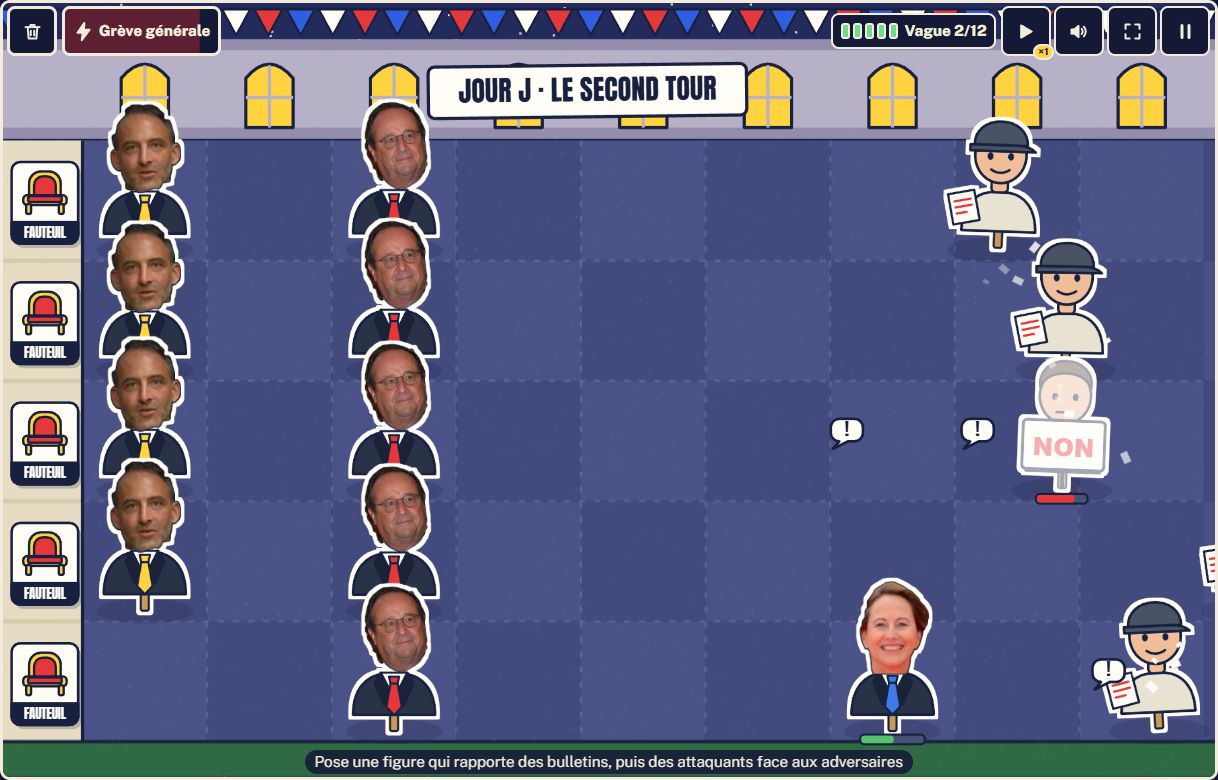 Grève générale
Vague 2/12
×1
JOUR J · LE SECOND TOUR
FAUTEUIL
FAUTEUIL
FAUTEUIL
!
!
NON
FAUTEUIL
FAUTEUIL
!
Pose une figure qui rapporte des bulletins, puis des attaquants face aux adversaires